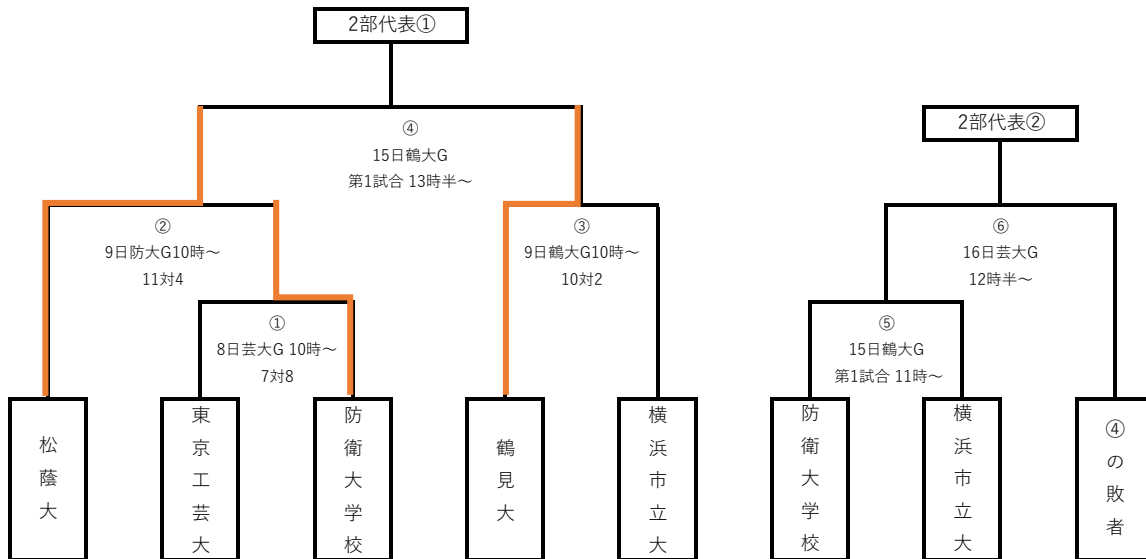 2部代表①
④
15日鶴大G
第1試合 13時半～
②
9日防大G10時～
11対4
③
9日鶴大G10時～
10対2
①
8日芸大G 10時～
7対8
松蔭大
東京工芸大
防衛大学校
鶴見大
横浜市立大
2部代表②
⑥
16日芸大G
12時半～
⑤
15日鶴大G
第1試合 11時～
防衛大学校
横浜市立大
④の敗者